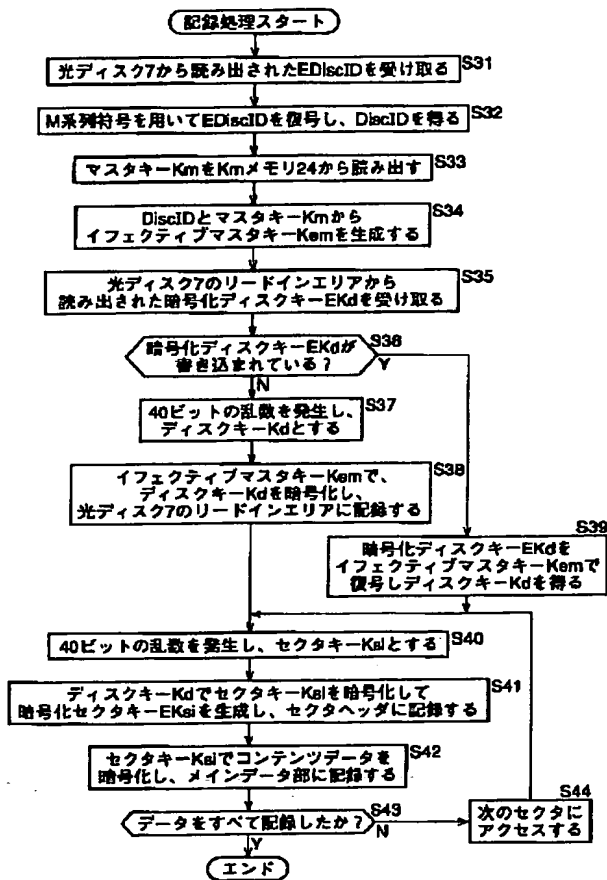 記録処理スタート
光ディスク7から読み出されたEDiscIDを受け取る
S31
M系列符号を用いてEDiscIDを復号し、DiscIDを得る
S32
マスタキーKmをKmメモリ24から読み出す
S33
DiscIDとマスタキーKmから
イフェクティブマスタキーKemを生成する
S34
光ディスク7のリードインエリアから
読み出された暗号化ディスクキーEKdを受け取る
S35
暗号化ディスクキーEKdが
書き込まれている?
S36
Y
N
40ビットの乱数を発生し、
ディスクキーKdとする
S37
イフェクティブマスタキーKemで、
ディスクキーKdを暗号化し、
光ディスク7のリードインエリアに記録する
S38
S39
暗号化ディスクキーEKdを
イフェクティブマスタキーKemで
復号しディスクキーKdを得る
40ビットの乱数を発生し、セクタキーKsiとする
S40
ディスクキーKdでセクタキーKsiを暗号化して
暗号化セクタキーEKsiを生成し、セクタヘッダに記録する
S41
セクタキーKsiでコンテンツデータを
暗号化し、メインデータ部に記録する
S42
データをすべて記録したか?
S43
N
Y
S44
次のセクタに
アクセスする
エンド